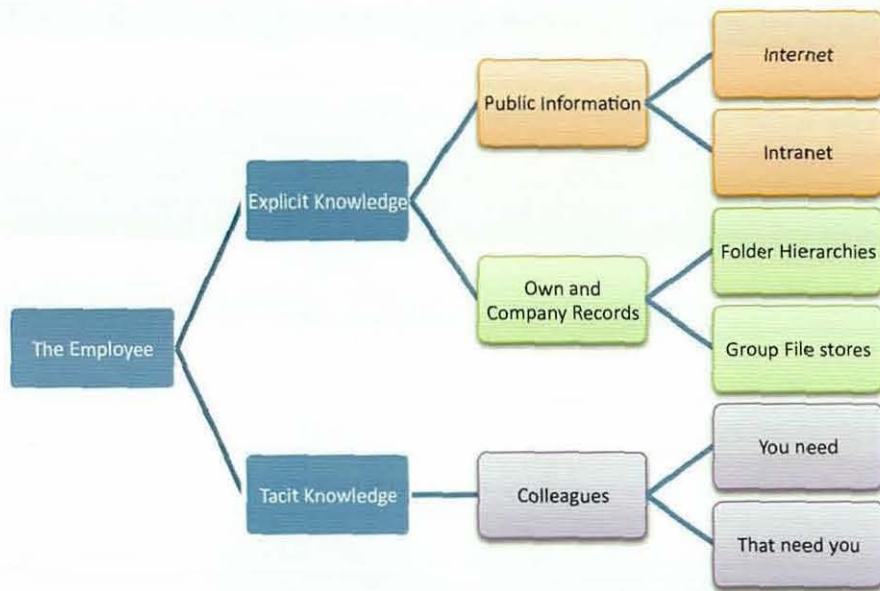 Internet
Public Information
Intranet
Explicit Knowledge
Folder Hierarchies
Own and
Company Records
Group File stores
The Employee
You need
Tacit Knowledge
Colleagues
That need you